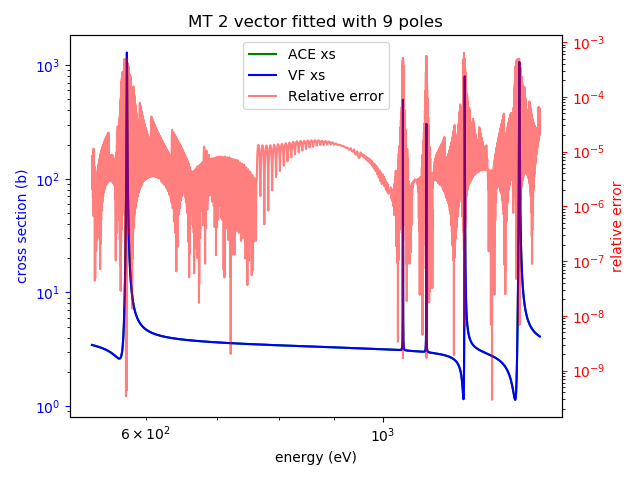 MT 2 vector fitted with 9 poles
ACE xs
VF xs
Relative error
10³
10²
10¹
10⁰
cross section (b)
10⁻³
10⁻⁴
10⁻⁵
10⁻⁶
10⁻⁷
10⁻⁸
10⁻⁹
relative error
6 × 10²
10³
energy (eV)